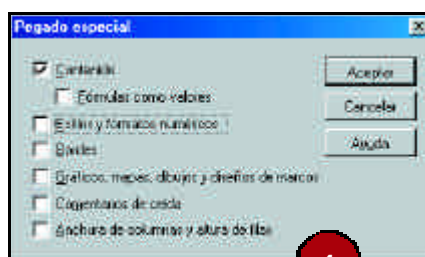 Pegado especial
Contenido
Aceptar
Fórmulas como valores
Cancelar
Estilos y formatos numéricos
Ayuda
Bordes
Gráficos, mapas, dibujos y diseños de marcos
Comentarios de celda
Anchura de columnas y altura de filas